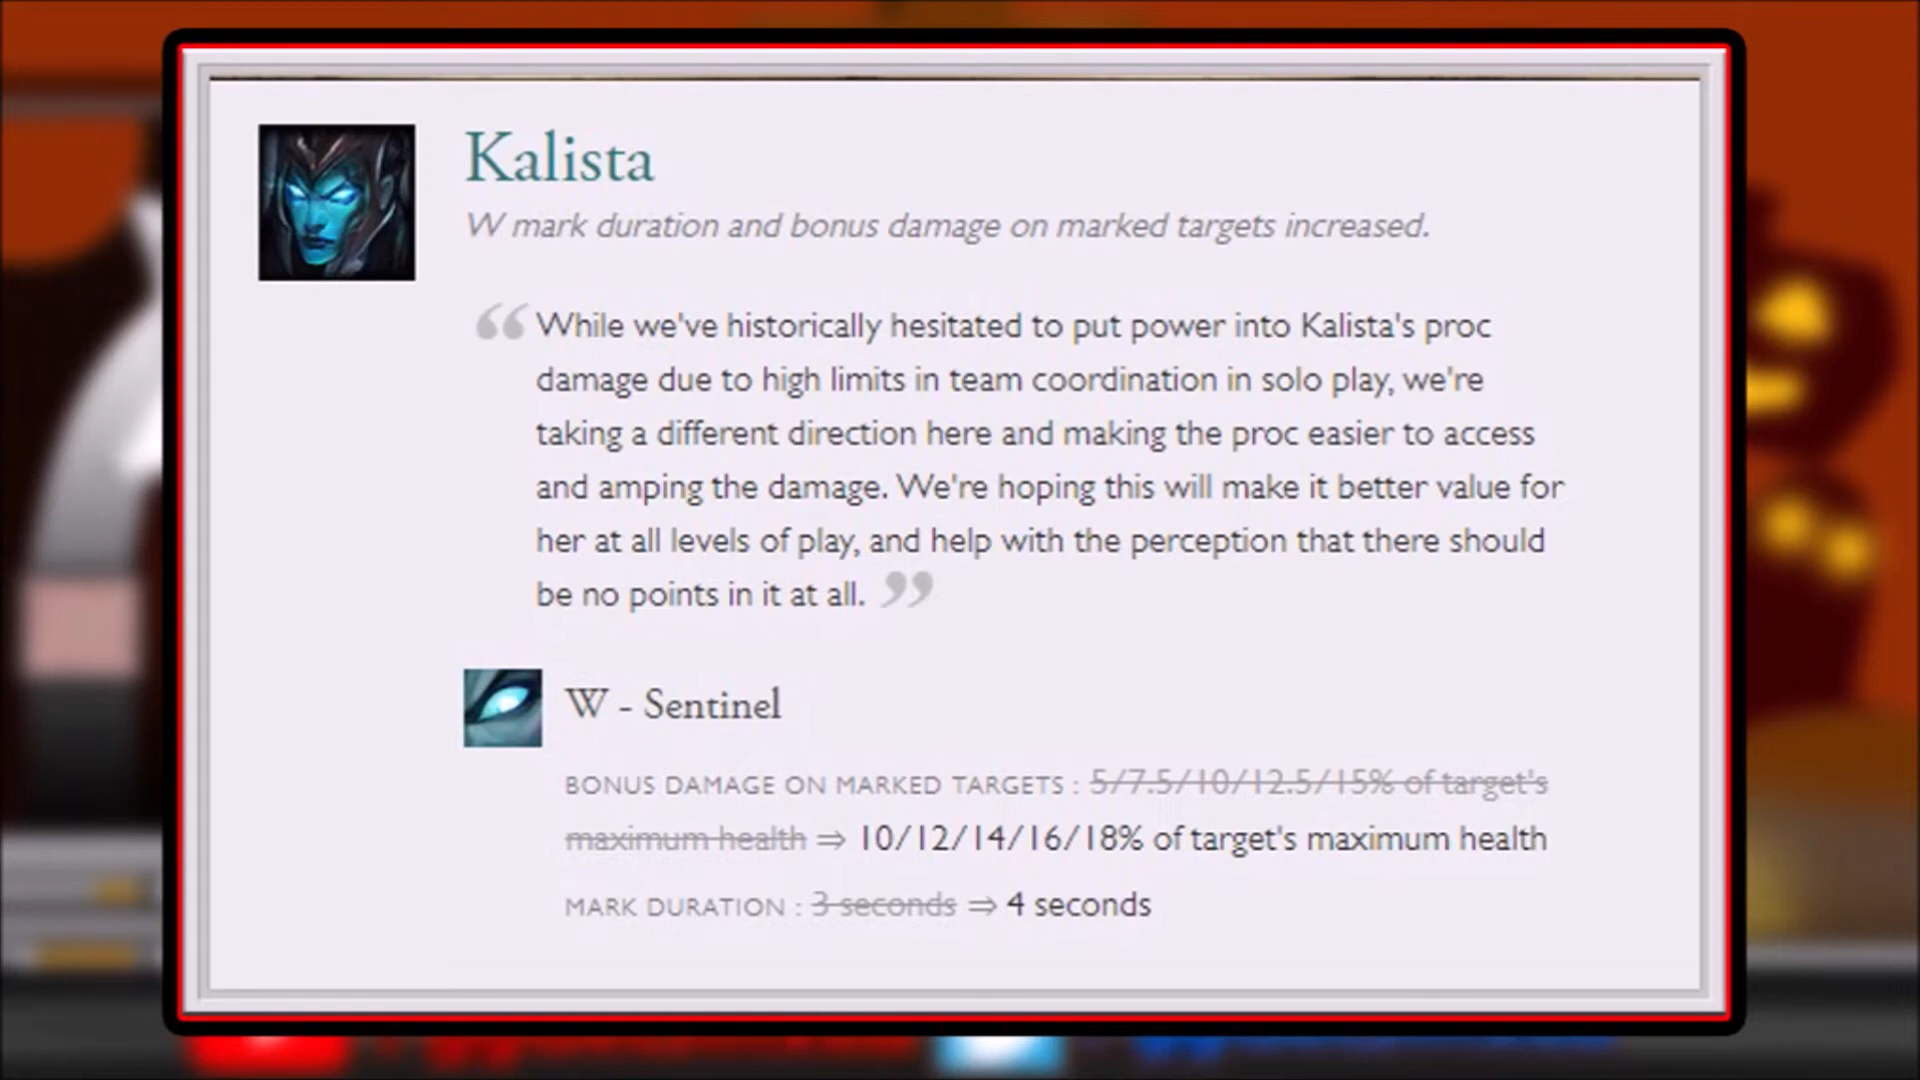 Kalista
W mark duration and bonus damage on marked targets increased.
“ While we've historically hesitated to put power into Kalista's proc
damage due to high limits in team coordination in solo play, we're
taking a different direction here and making the proc easier to access
and amping the damage. We're hoping this will make it better value for
her at all levels of play, and help with the perception that there should
be no points in it at all. ”
W - Sentinel
BONUS DAMAGE ON MARKED TARGETS : 5/7.5/10/12.5/15% of target's
maximum health ⇒ 10/12/14/16/18% of target's maximum health
MARK DURATION : 3 seconds ⇒ 4 seconds